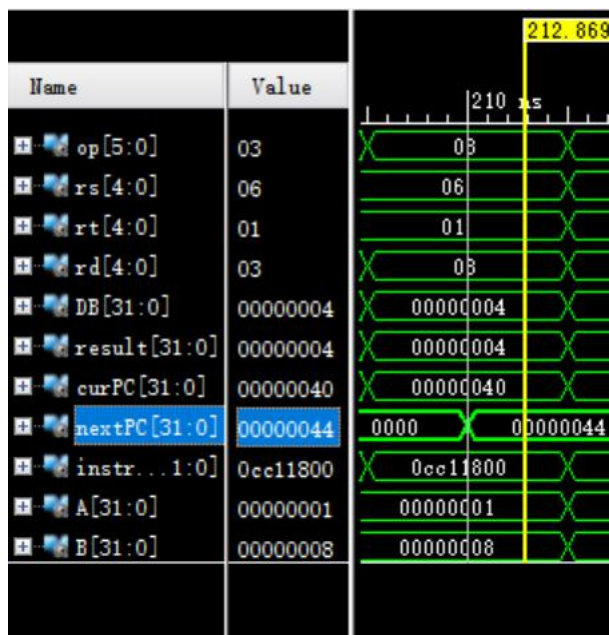 212.869
Name Value
210 ns
op[5:0] 03 03
rs[4:0] 06 06
rt[4:0] 01 01
rd[4:0] 03 03
DB[31:0] 00000004 00000004
result[31:0] 00000004 00000004
curPC[31:0] 00000040 00000040
nextPC[31:0] 00000044 0000 00000044
instr...1:0] 0cc11800 0cc11800
A[31:0] 00000001 00000001
B[31:0] 00000008 00000008